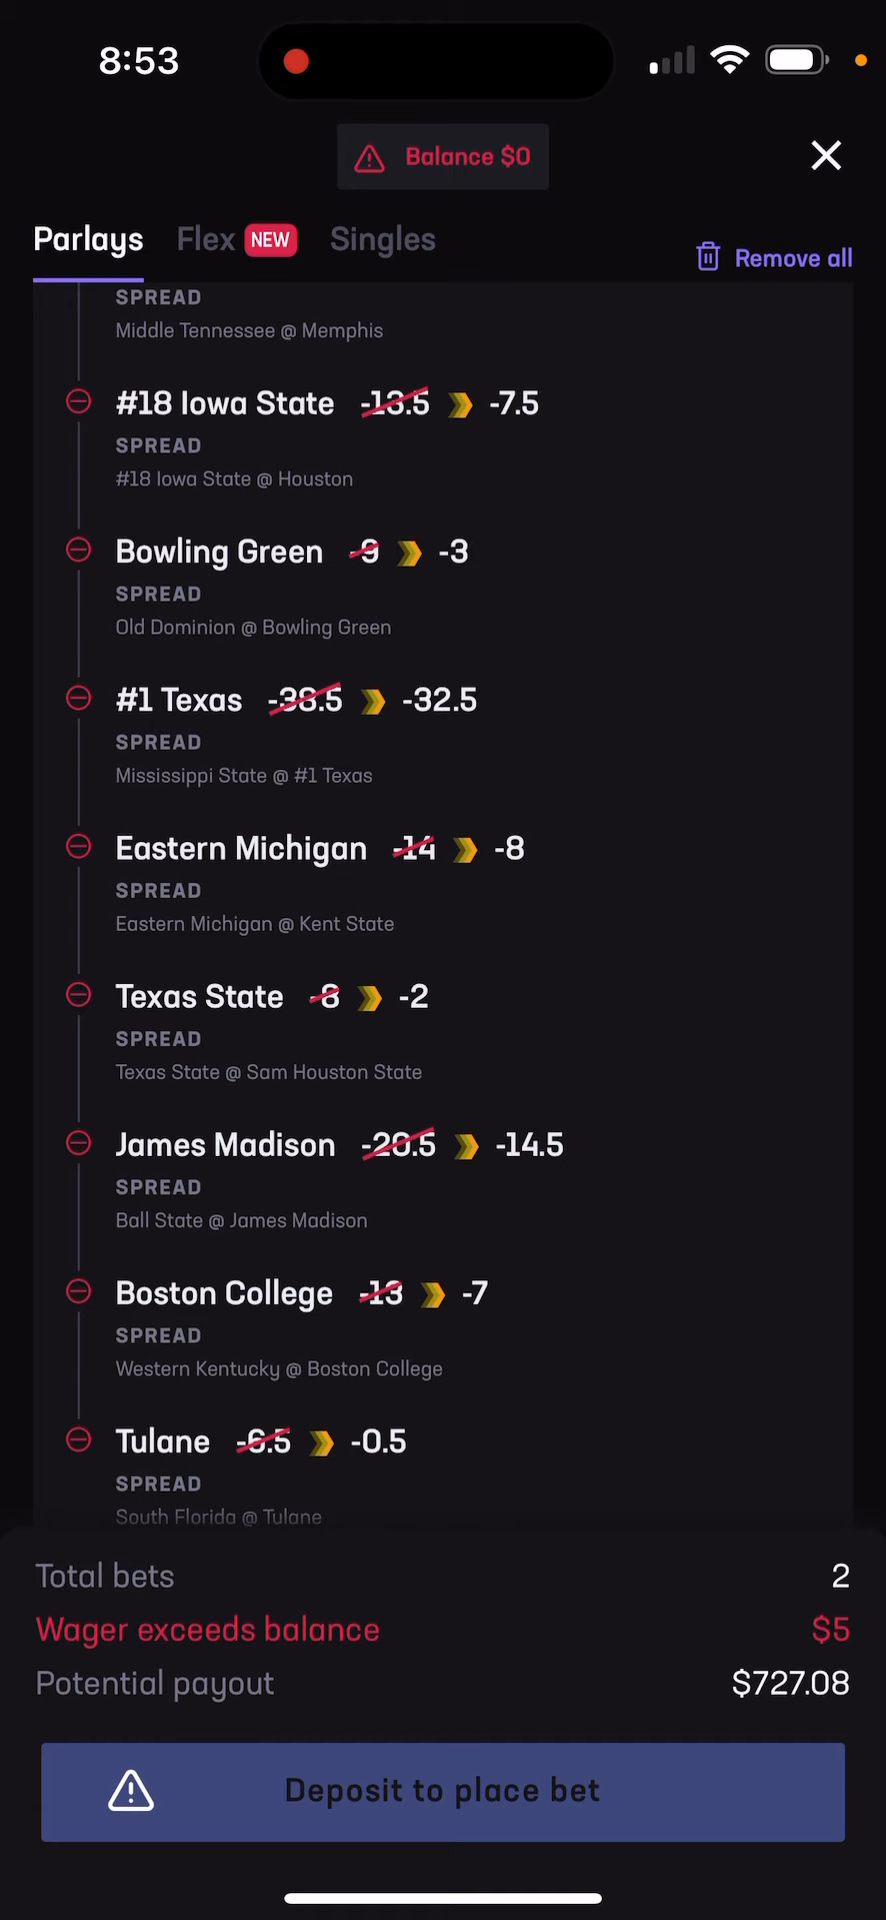 8:53
Balance $0
Parlays Flex NEW Singles Remove all
SPREAD
Middle Tennessee @ Memphis
#18 Iowa State -13.5 -7.5
SPREAD
#18 Iowa State @ Houston
Bowling Green -9 -3
SPREAD
Old Dominion @ Bowling Green
#1 Texas -38.5 -32.5
SPREAD
Mississippi State @ #1 Texas
Eastern Michigan -14 -8
SPREAD
Eastern Michigan @ Kent State
Texas State -8 -2
SPREAD
Texas State @ Sam Houston State
James Madison -20.5 -14.5
SPREAD
Ball State @ James Madison
Boston College -13 -7
SPREAD
Western Kentucky @ Boston College
Tulane -6.5 -0.5
SPREAD
South Florida @ Tulane
Total bets 2
Wager exceeds balance $5
Potential payout $727.08
Deposit to place bet